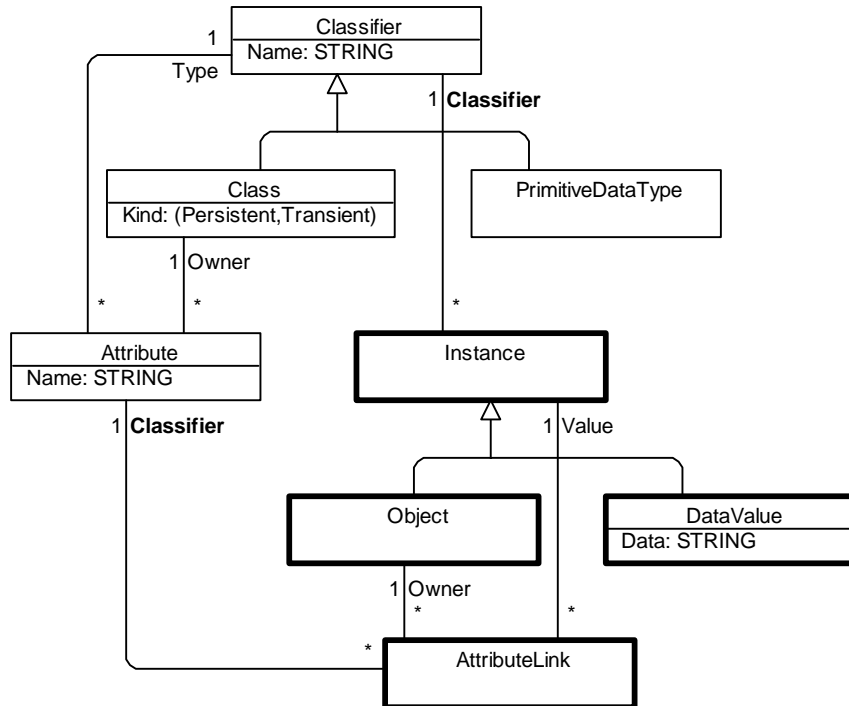 Classifier
Name: STRING
1
Type
1 Classifier
Class
Kind: (Persistent,Transient)
PrimitiveDataType
1 Owner
*
*
*
Attribute
Name: STRING
Instance
1 Classifier
1 Value
Object
DataValue
Data: STRING
1 Owner
*
*
*
AttributeLink